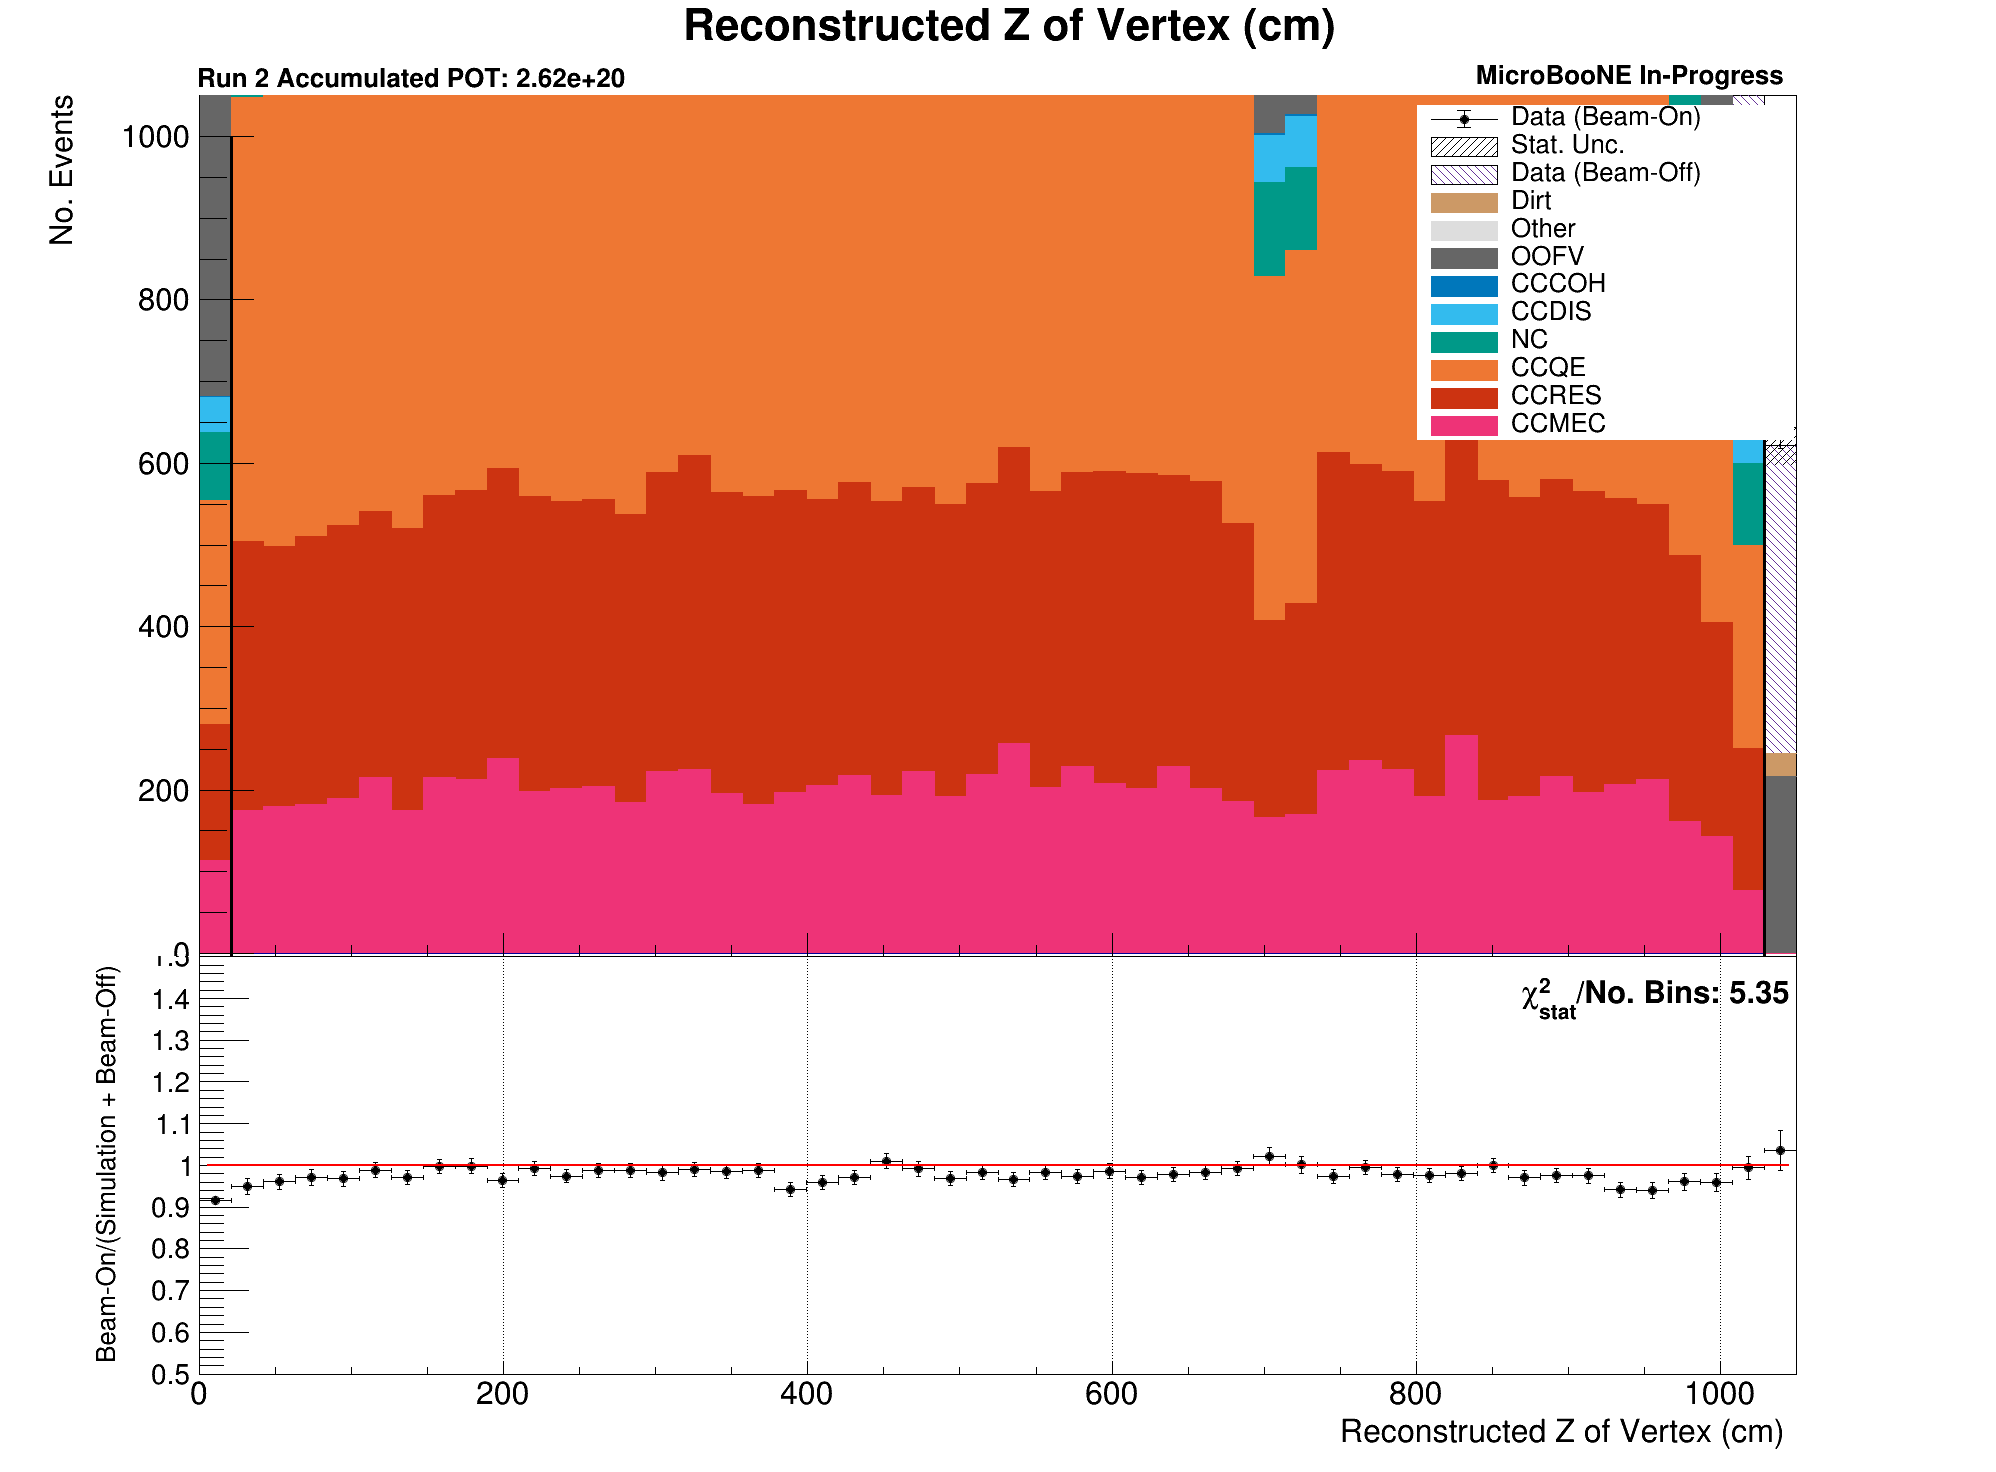 Reconstructed Z of Vertex (cm)
Run 2 Accumulated POT: 2.62e+20
MicroBooNE In-Progress
No. Events
1000
800
600
400
200
0
Data (Beam-On)
Stat. Unc.
Data (Beam-Off)
Dirt
Other
OOFV
CCCOH
CCDIS
NC
CCQE
CCRES
CCMEC
Beam-On/(Simulation + Beam-Off)
1.5
1.4
1.3
1.2
1.1
1
0.9
0.8
0.7
0.6
0.5
χ²stat/No. Bins: 5.35
0 200 400 600 800 1000
Reconstructed Z of Vertex (cm)